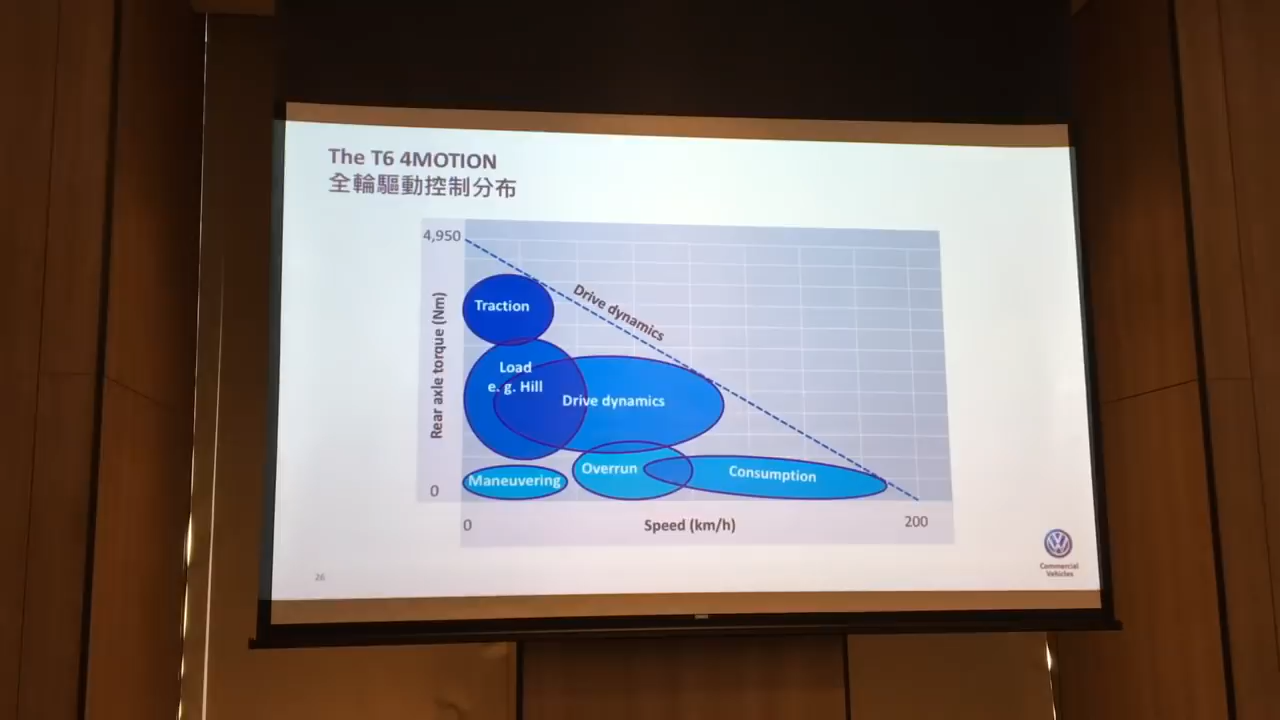 The T6 4MOTION
全輪驅動控制分布
4,950
Rear axle torque (Nm)
Traction
Drive dynamics
Load
e. g. Hill
Drive dynamics
Overrun
Consumption
Maneuvering
0
0
Speed (km/h)
200
26
Commercial
Vehicles